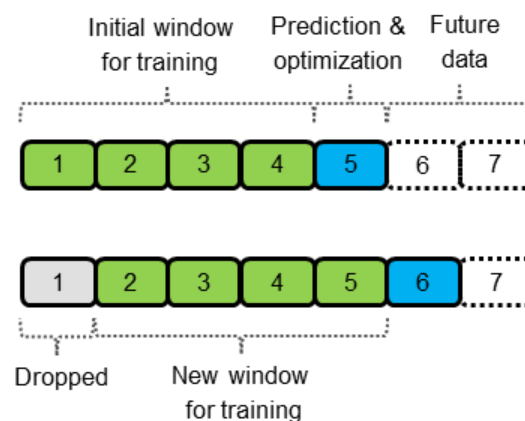 Initial window
for training
Prediction &
optimization
Future
data
1 2 3 4 5 6 7
1 2 3 4 5 6 7
Dropped
New window
for training